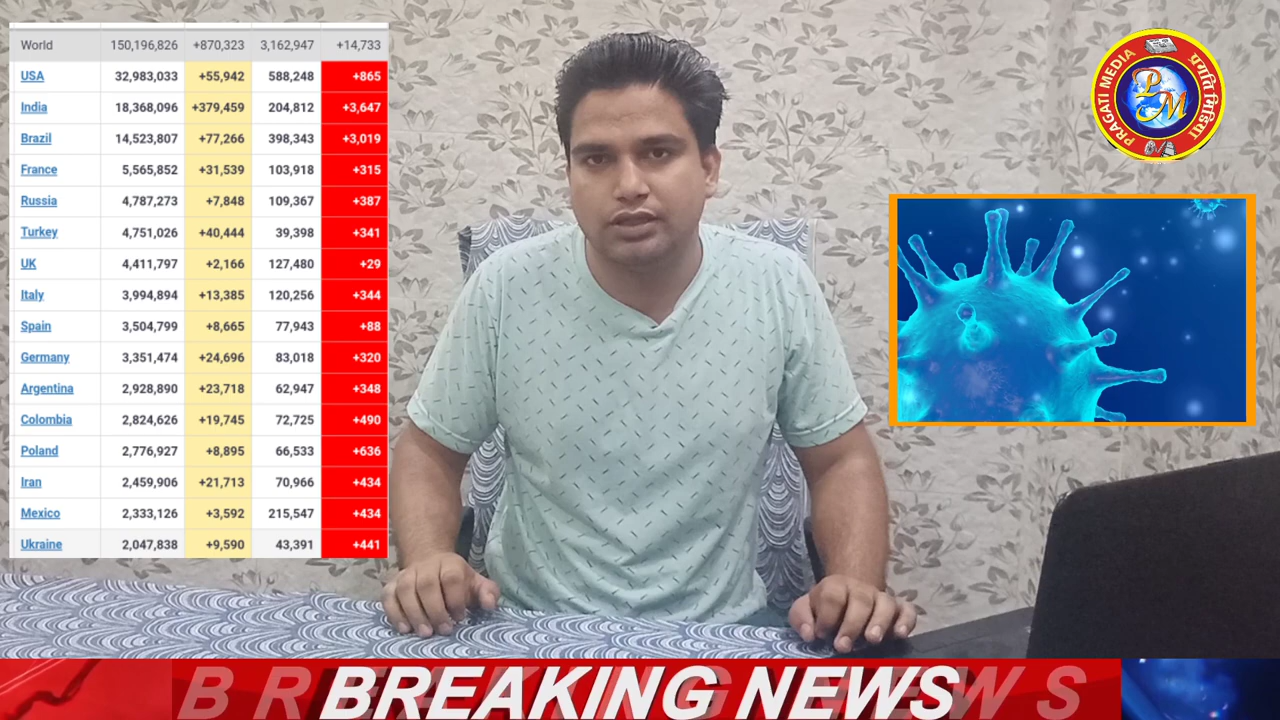 World 150,196,826 +870,323 3,162,947 +14,733
USA 32,983,033 +55,942 588,248 +865
India 18,368,096 +379,459 204,812 +3,647
Brazil 14,523,807 +77,266 398,343 +3,019
France 5,565,852 +31,539 103,918 +315
Russia 4,787,273 +7,848 109,367 +387
Turkey 4,751,026 +40,444 39,398 +341
UK 4,411,797 +2,166 127,480 +29
Italy 3,994,894 +13,385 120,256 +344
Spain 3,504,799 +8,665 77,943 +88
Germany 3,351,474 +24,696 83,018 +320
Argentina 2,928,890 +23,718 62,947 +348
Colombia 2,824,626 +19,745 72,725 +490
Poland 2,776,927 +8,895 66,533 +636
Iran 2,459,906 +21,713 70,966 +434
Mexico 2,333,126 +3,592 215,547 +434
Ukraine 2,047,838 +9,590 43,391 +441
PRAGATI MEDIA
प्रगति मिडिया
PM
BREAKING NEWS
BREAKING NEWS